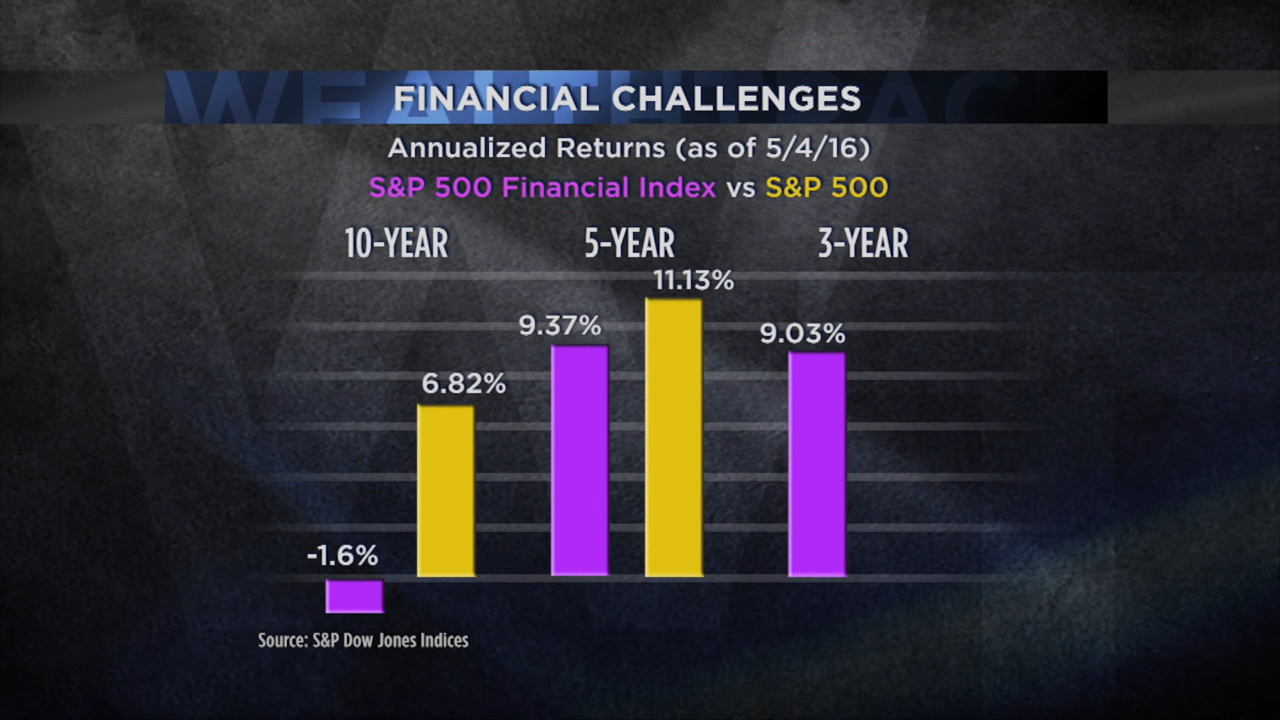 FINANCIAL CHALLENGES
Annualized Returns (as of 5/4/16)
S&P 500 Financial Index vs S&P 500
10-YEAR 5-YEAR 3-YEAR
11.13%
9.37%
9.03%
6.82%
-1.6%
Source: S&P Dow Jones Indices